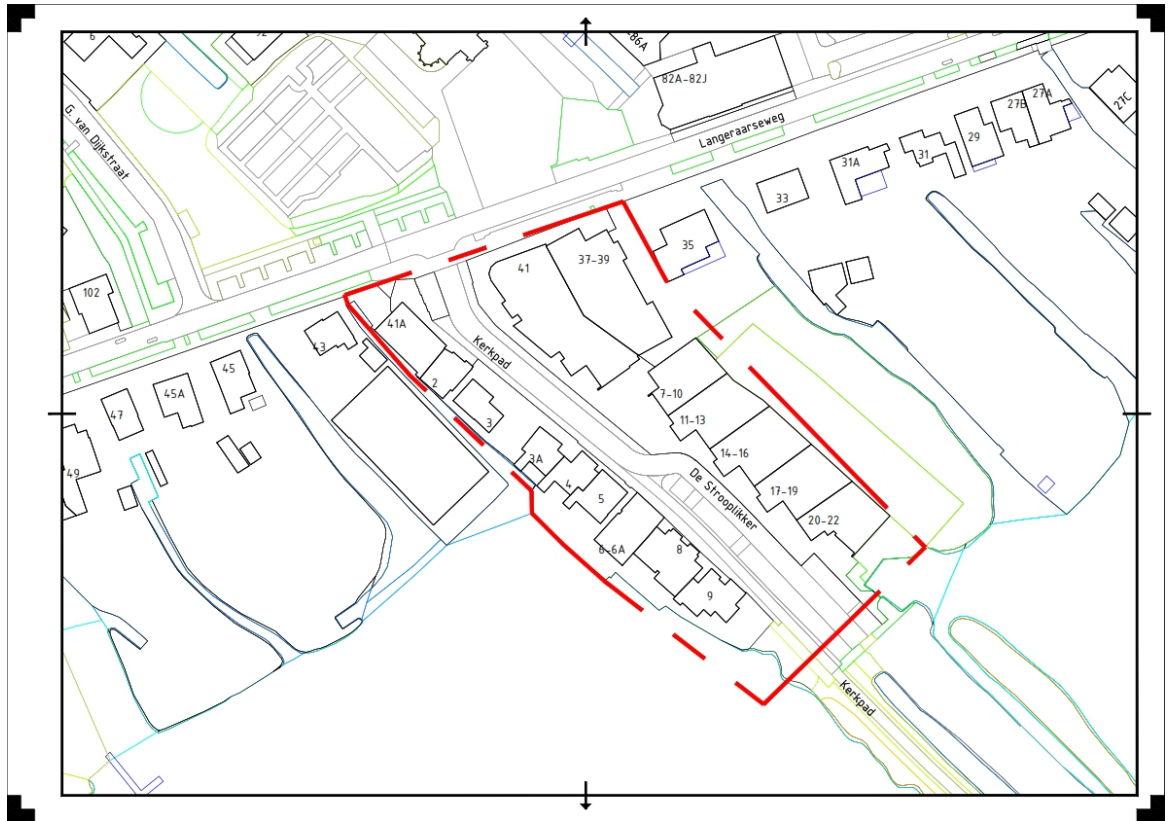 6
92
-86A
82A-82J
27A
27B
27C
29
31
31A
33
Langeraarseweg
G. van Dijkstraat
35
37-39
41
102
41A
43
Kerkpad
2
45
45A
47
3
7-10
11-13
49
3A
14-16
4
5
De Strooplikker
17-19
20-22
6-6A
8
9
Kerkpad